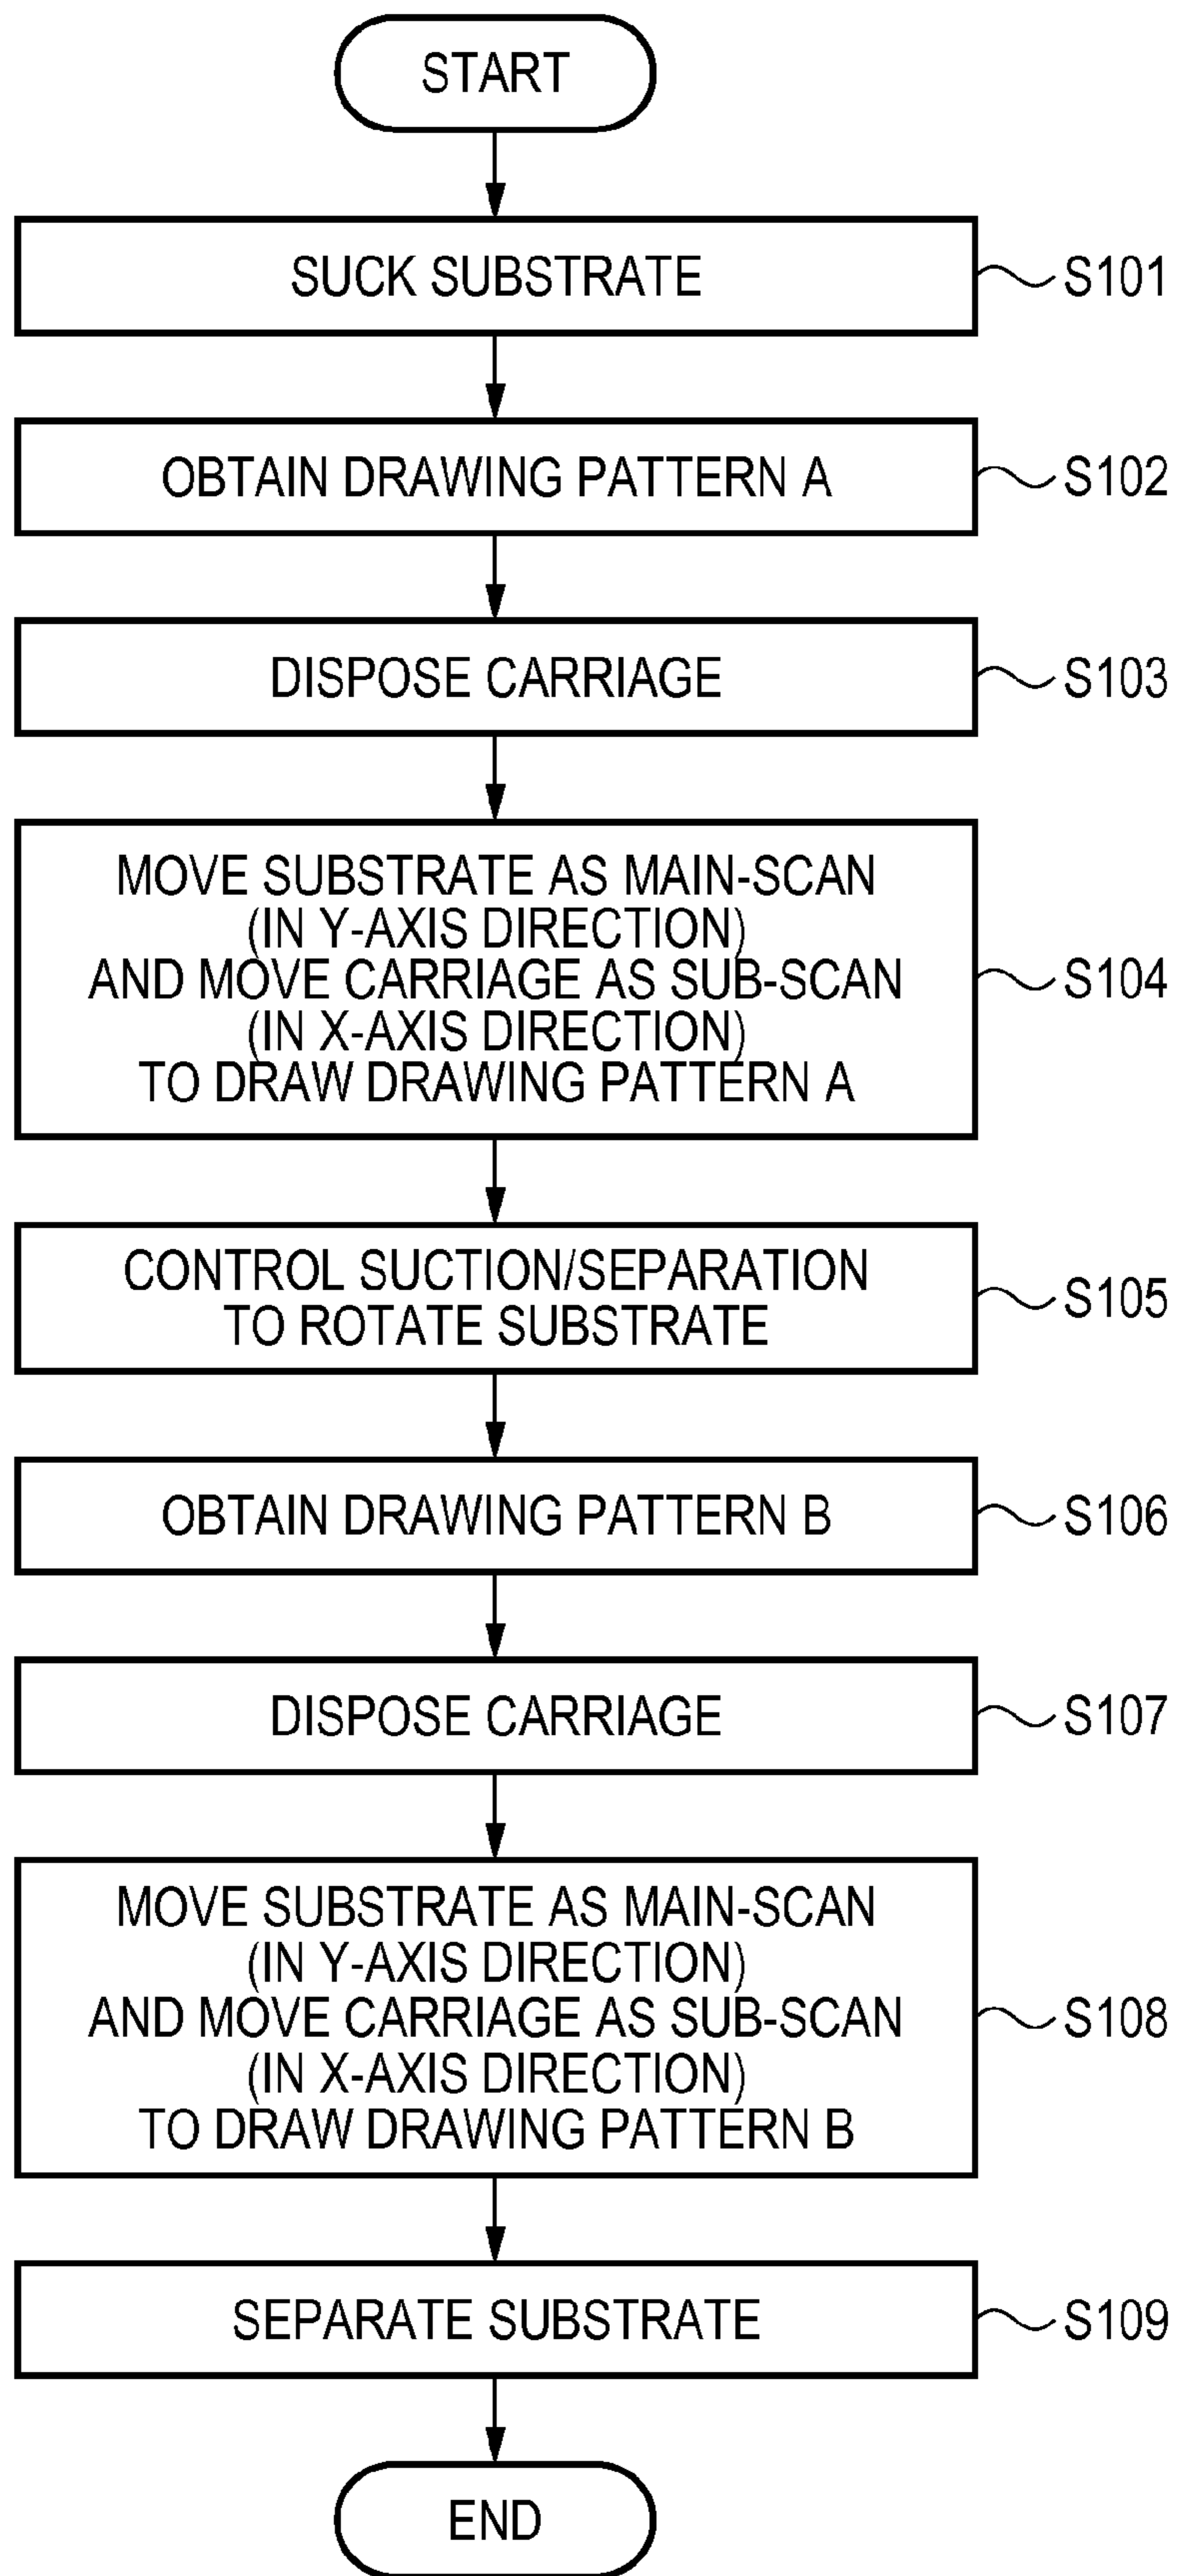 START
SUCK SUBSTRATE
S101
OBTAIN DRAWING PATTERN A
S102
DISPOSE CARRIAGE
S103
MOVE SUBSTRATE AS MAIN-SCAN
(IN Y-AXIS DIRECTION)
AND MOVE CARRIAGE AS SUB-SCAN
(IN X-AXIS DIRECTION)
TO DRAW DRAWING PATTERN A
S104
CONTROL SUCTION/SEPARATION
TO ROTATE SUBSTRATE
S105
OBTAIN DRAWING PATTERN B
S106
DISPOSE CARRIAGE
S107
MOVE SUBSTRATE AS MAIN-SCAN
(IN Y-AXIS DIRECTION)
AND MOVE CARRIAGE AS SUB-SCAN
(IN X-AXIS DIRECTION)
TO DRAW DRAWING PATTERN B
S108
SEPARATE SUBSTRATE
S109
END